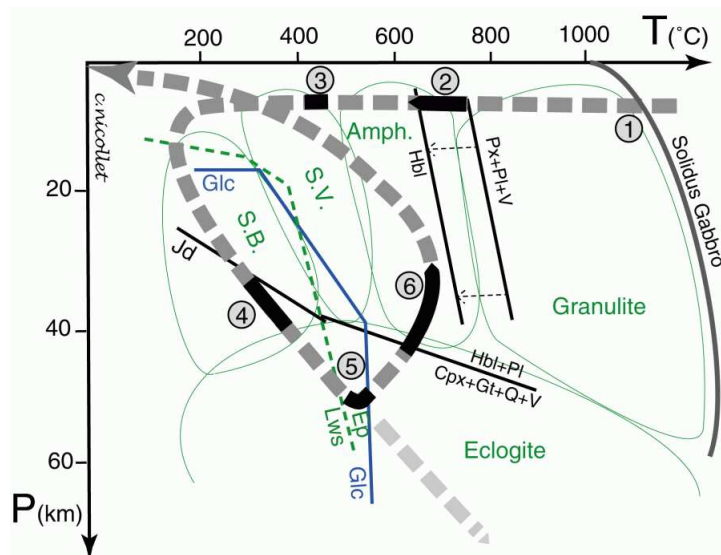 200 400 600 1000 T(°C)
3 2
1
c.nicollet
Amph.
Hbl
Px+Pl+V
Solidus Gabbro
20
Glc
S.V.
S.B.
Jd
6
4
Granulite
40
5
Hbl+Pl
Cpx+Gt+Q+V
Lws
Ep
Eclogite
60
Glc
P(km)